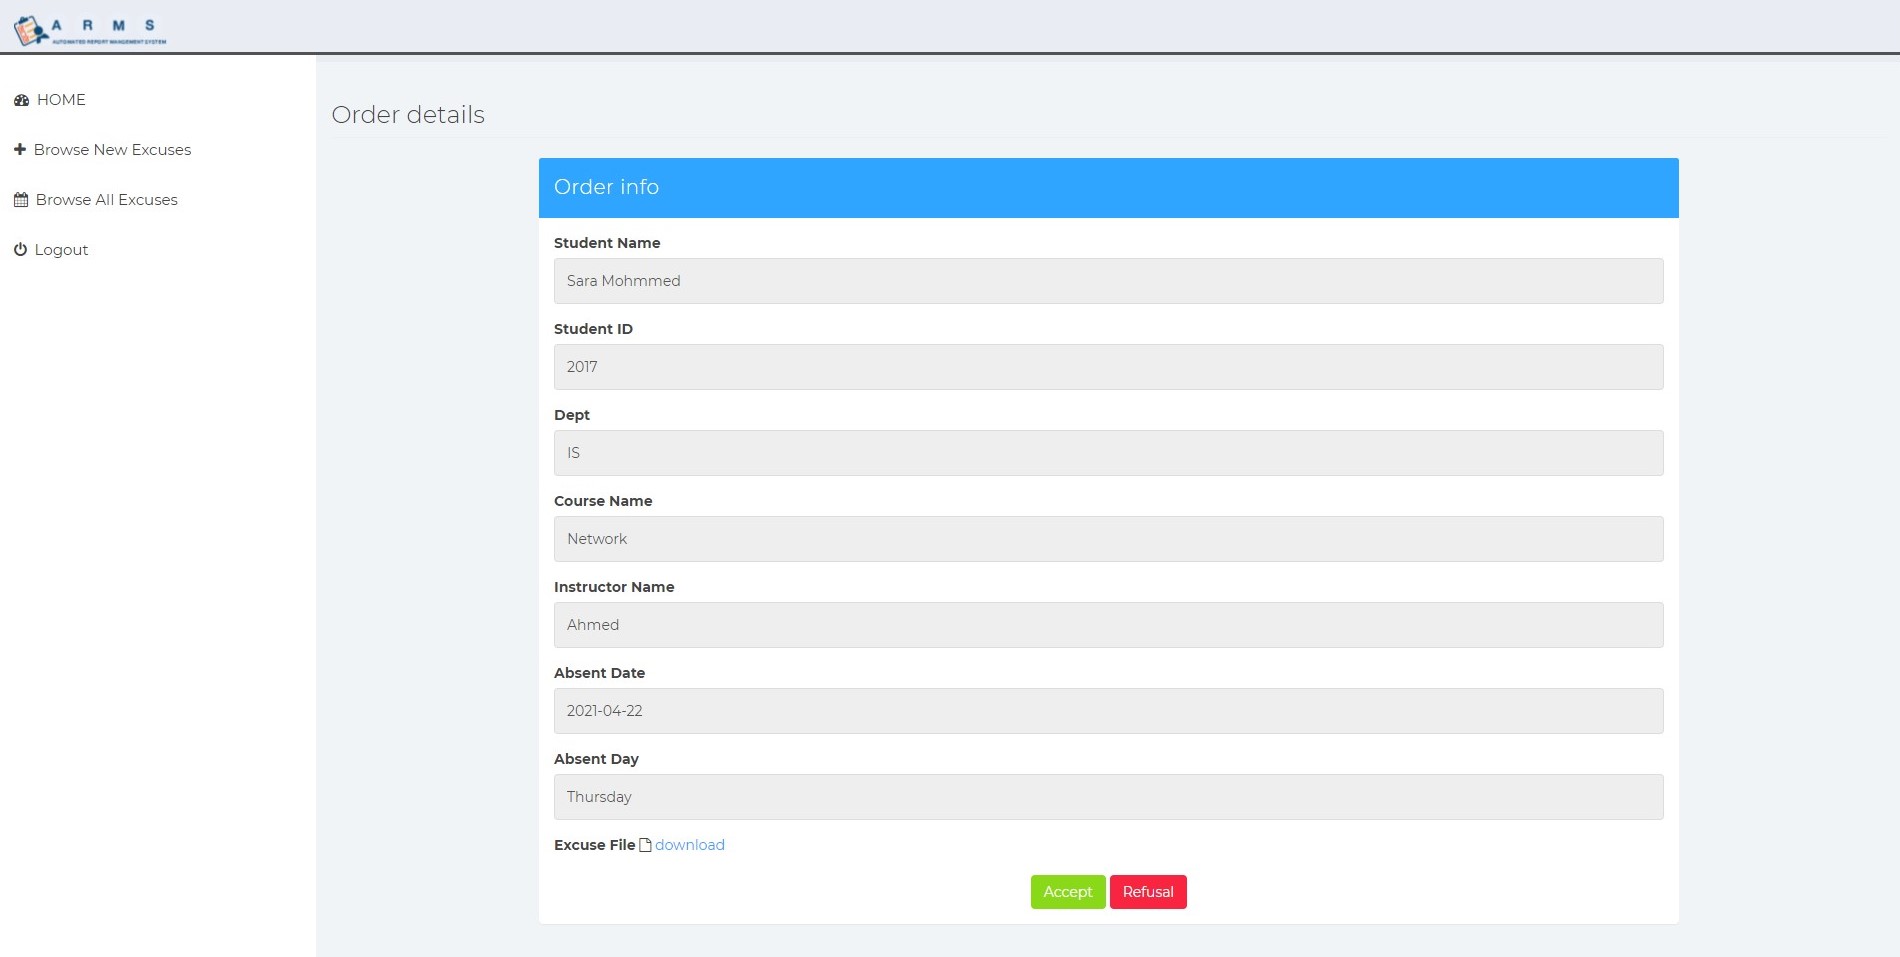 A R M S
AUTOMATED REPORT MANAGEMENT SYSTEM
HOME
Browse New Excuses
Browse All Excuses
Logout
Order details
Order info
Student Name
Sara Mohmmed
Student ID
2017
Dept
IS
Course Name
Network
Instructor Name
Ahmed
Absent Date
2021-04-22
Absent Day
Thursday
Excuse File download
Accept Refusal